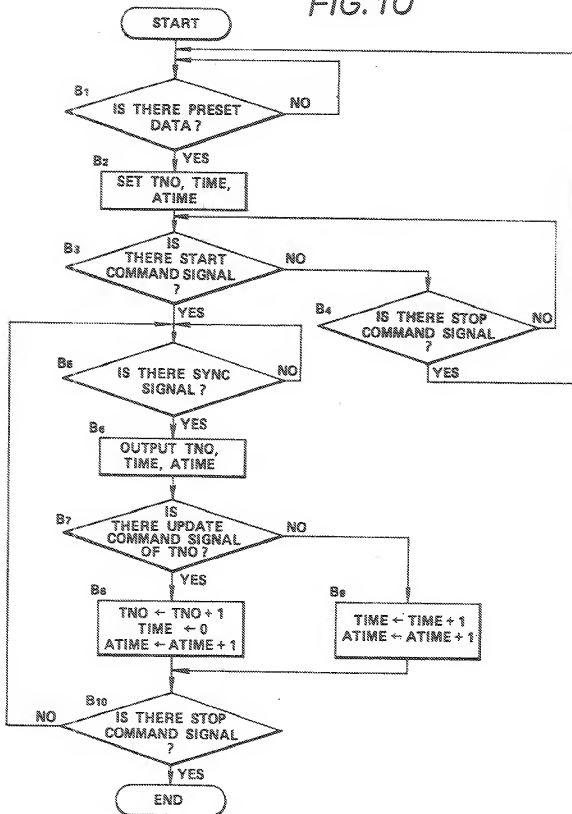 FIG. 10
START
B1
IS THERE PRESET
DATA?
NO
YES
B2
SET TNO, TIME,
ATIME
B3
IS
THERE START
COMMAND SIGNAL
?
NO
YES
B4
IS THERE STOP
COMMAND SIGNAL
?
NO
YES
B5
IS THERE SYNC
SIGNAL?
NO
YES
B6
OUTPUT TNO,
TIME, ATIME
B7
IS
THERE UPDATE
COMMAND SIGNAL
OF TNO?
NO
YES
B8
TNO ← TNO+1
TIME ← 0
ATIME ← ATIME+1
B9
TIME ← TIME+1
ATIME ← ATIME+1
B10
IS THERE STOP
COMMAND SIGNAL
?
NO
YES
END